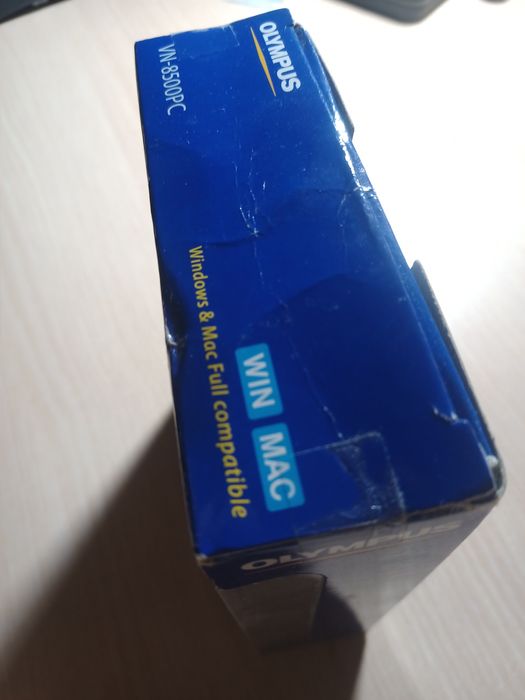 OLYMPUS
VN-8500PC
WIN MAC
Windows & Mac Full compatible
OLYMPUS